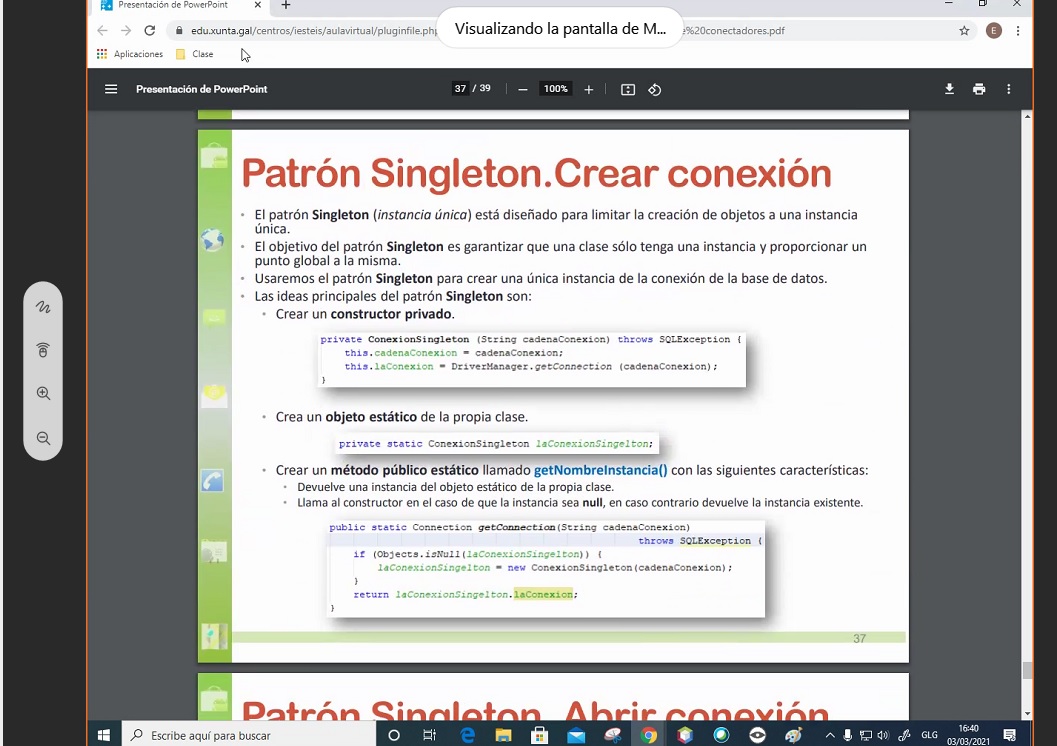 Presentación de PowerPoint
edu.xunta.gal/centros/iesteis/aulavirtual/pluginfile.php
Visualizando la pantalla de M...
%20conectadores.pdf
E
Aplicaciones
Clase
Presentación de PowerPoint
37 / 39
100%
Patrón Singleton.Crear conexión
• El patrón Singleton (instancia única) está diseñado para limitar la creación de objetos a una instancia
única.
• El objetivo del patrón Singleton es garantizar que una clase sólo tenga una instancia y proporcionar un
punto global a la misma.
• Usaremos el patrón Singleton para crear una única instancia de la conexión de la base de datos.
• Las ideas principales del patrón Singleton son:
• Crear un constructor privado.
private ConexionSingleton (String cadenaConexion) throws SQLException {
this.cadenaConexion = cadenaConexion;
this.laConexion = DriverManager.getConnection (cadenaConexion);
}
• Crea un objeto estático de la propia clase.
private static ConexionSingleton laConexionSingelton;
• Crear un método público estático llamado getNombreInstancia() con las siguientes características:
• Devuelve una instancia del objeto estático de la propia clase.
• Llama al constructor en el caso de que la instancia sea null, en caso contrario devuelve la instancia existente.
public static Connection getConnection(String cadenaConexion)
throws SQLException {
if (Objects.isNull(laConexionSingelton)) {
laConexionSingelton = new ConexionSingleton(cadenaConexion);
}
return laConexionSingelton.laConexion;
}
37
Patrón Singleton. Abrir conexión
Escribe aquí para buscar
GLG
16:40
03/03/2021